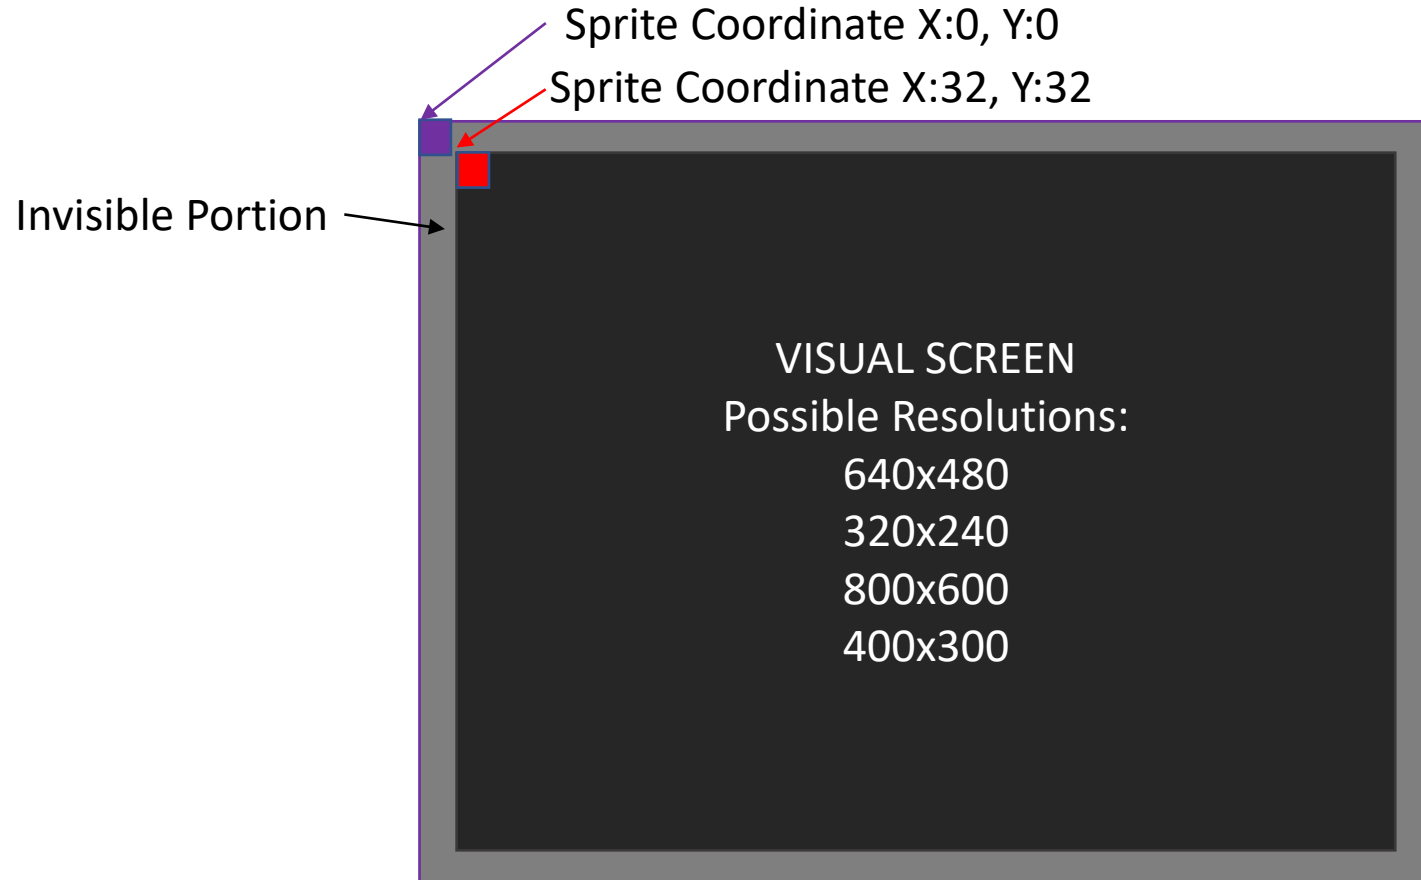 Sprite Coordinate X:0, Y:0
Sprite Coordinate X:32, Y:32
Invisible Portion
VISUAL SCREEN
Possible Resolutions:
640x480
320x240
800x600
400x300